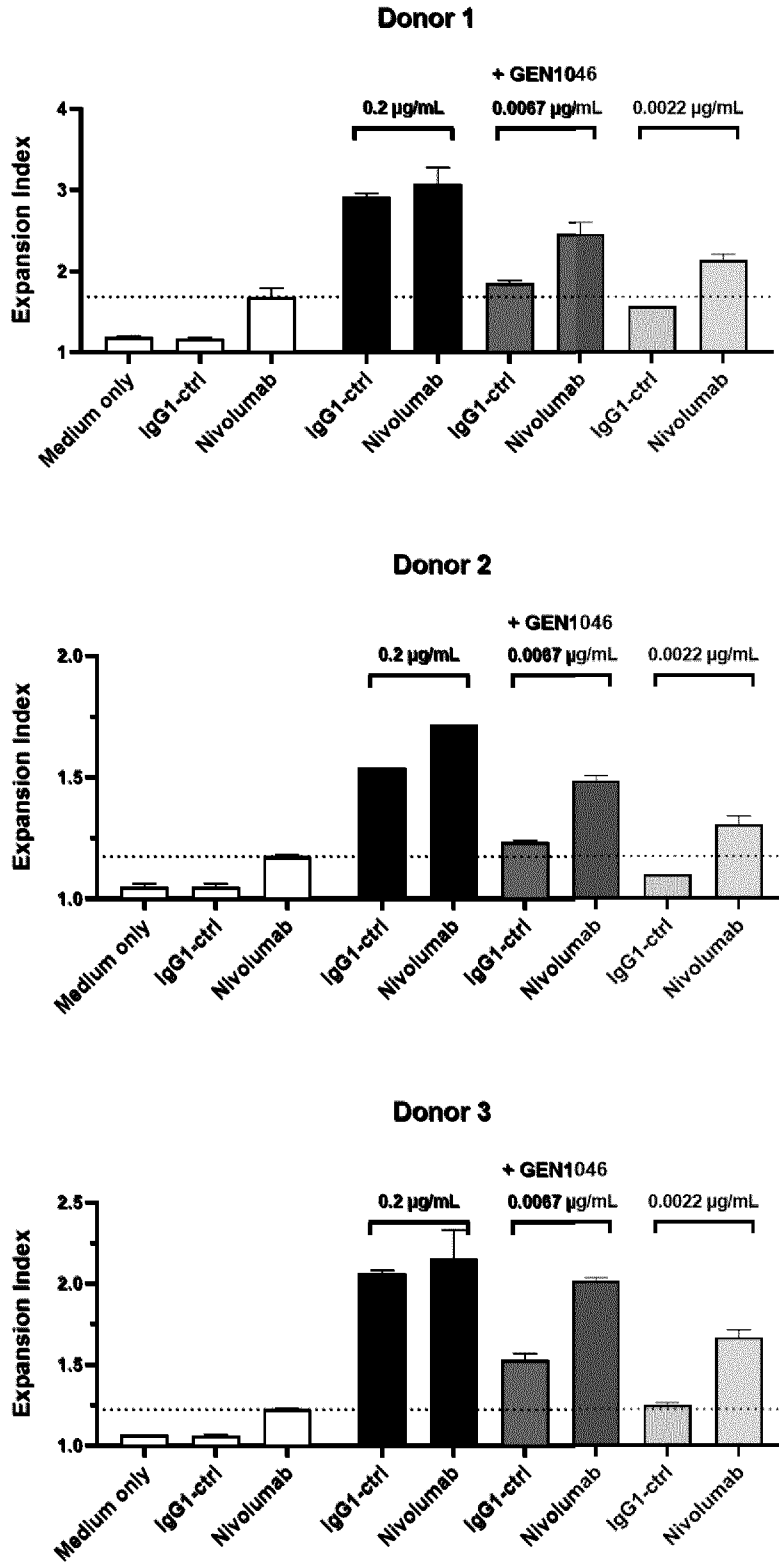 Donor 1
+ GEN1046
0.2 µg/mL 0.0067 µg/mL 0.0022 µg/mL
Expansion Index
4
3
2
1
Medium only IgG1-ctrl Nivolumab IgG1-ctrl Nivolumab IgG1-ctrl Nivolumab IgG1-ctrl Nivolumab
Donor 2
+ GEN1046
0.2 µg/mL 0.0067 µg/mL 0.0022 µg/mL
Expansion Index
2.0
1.5
1.0
Medium only IgG1-ctrl Nivolumab IgG1-ctrl Nivolumab IgG1-ctrl Nivolumab IgG1-ctrl Nivolumab
Donor 3
+ GEN1046
0.2 µg/mL 0.0067 µg/mL 0.0022 µg/mL
Expansion Index
2.5
2.0
1.5
1.0
Medium only IgG1-ctrl Nivolumab IgG1-ctrl Nivolumab IgG1-ctrl Nivolumab IgG1-ctrl Nivolumab